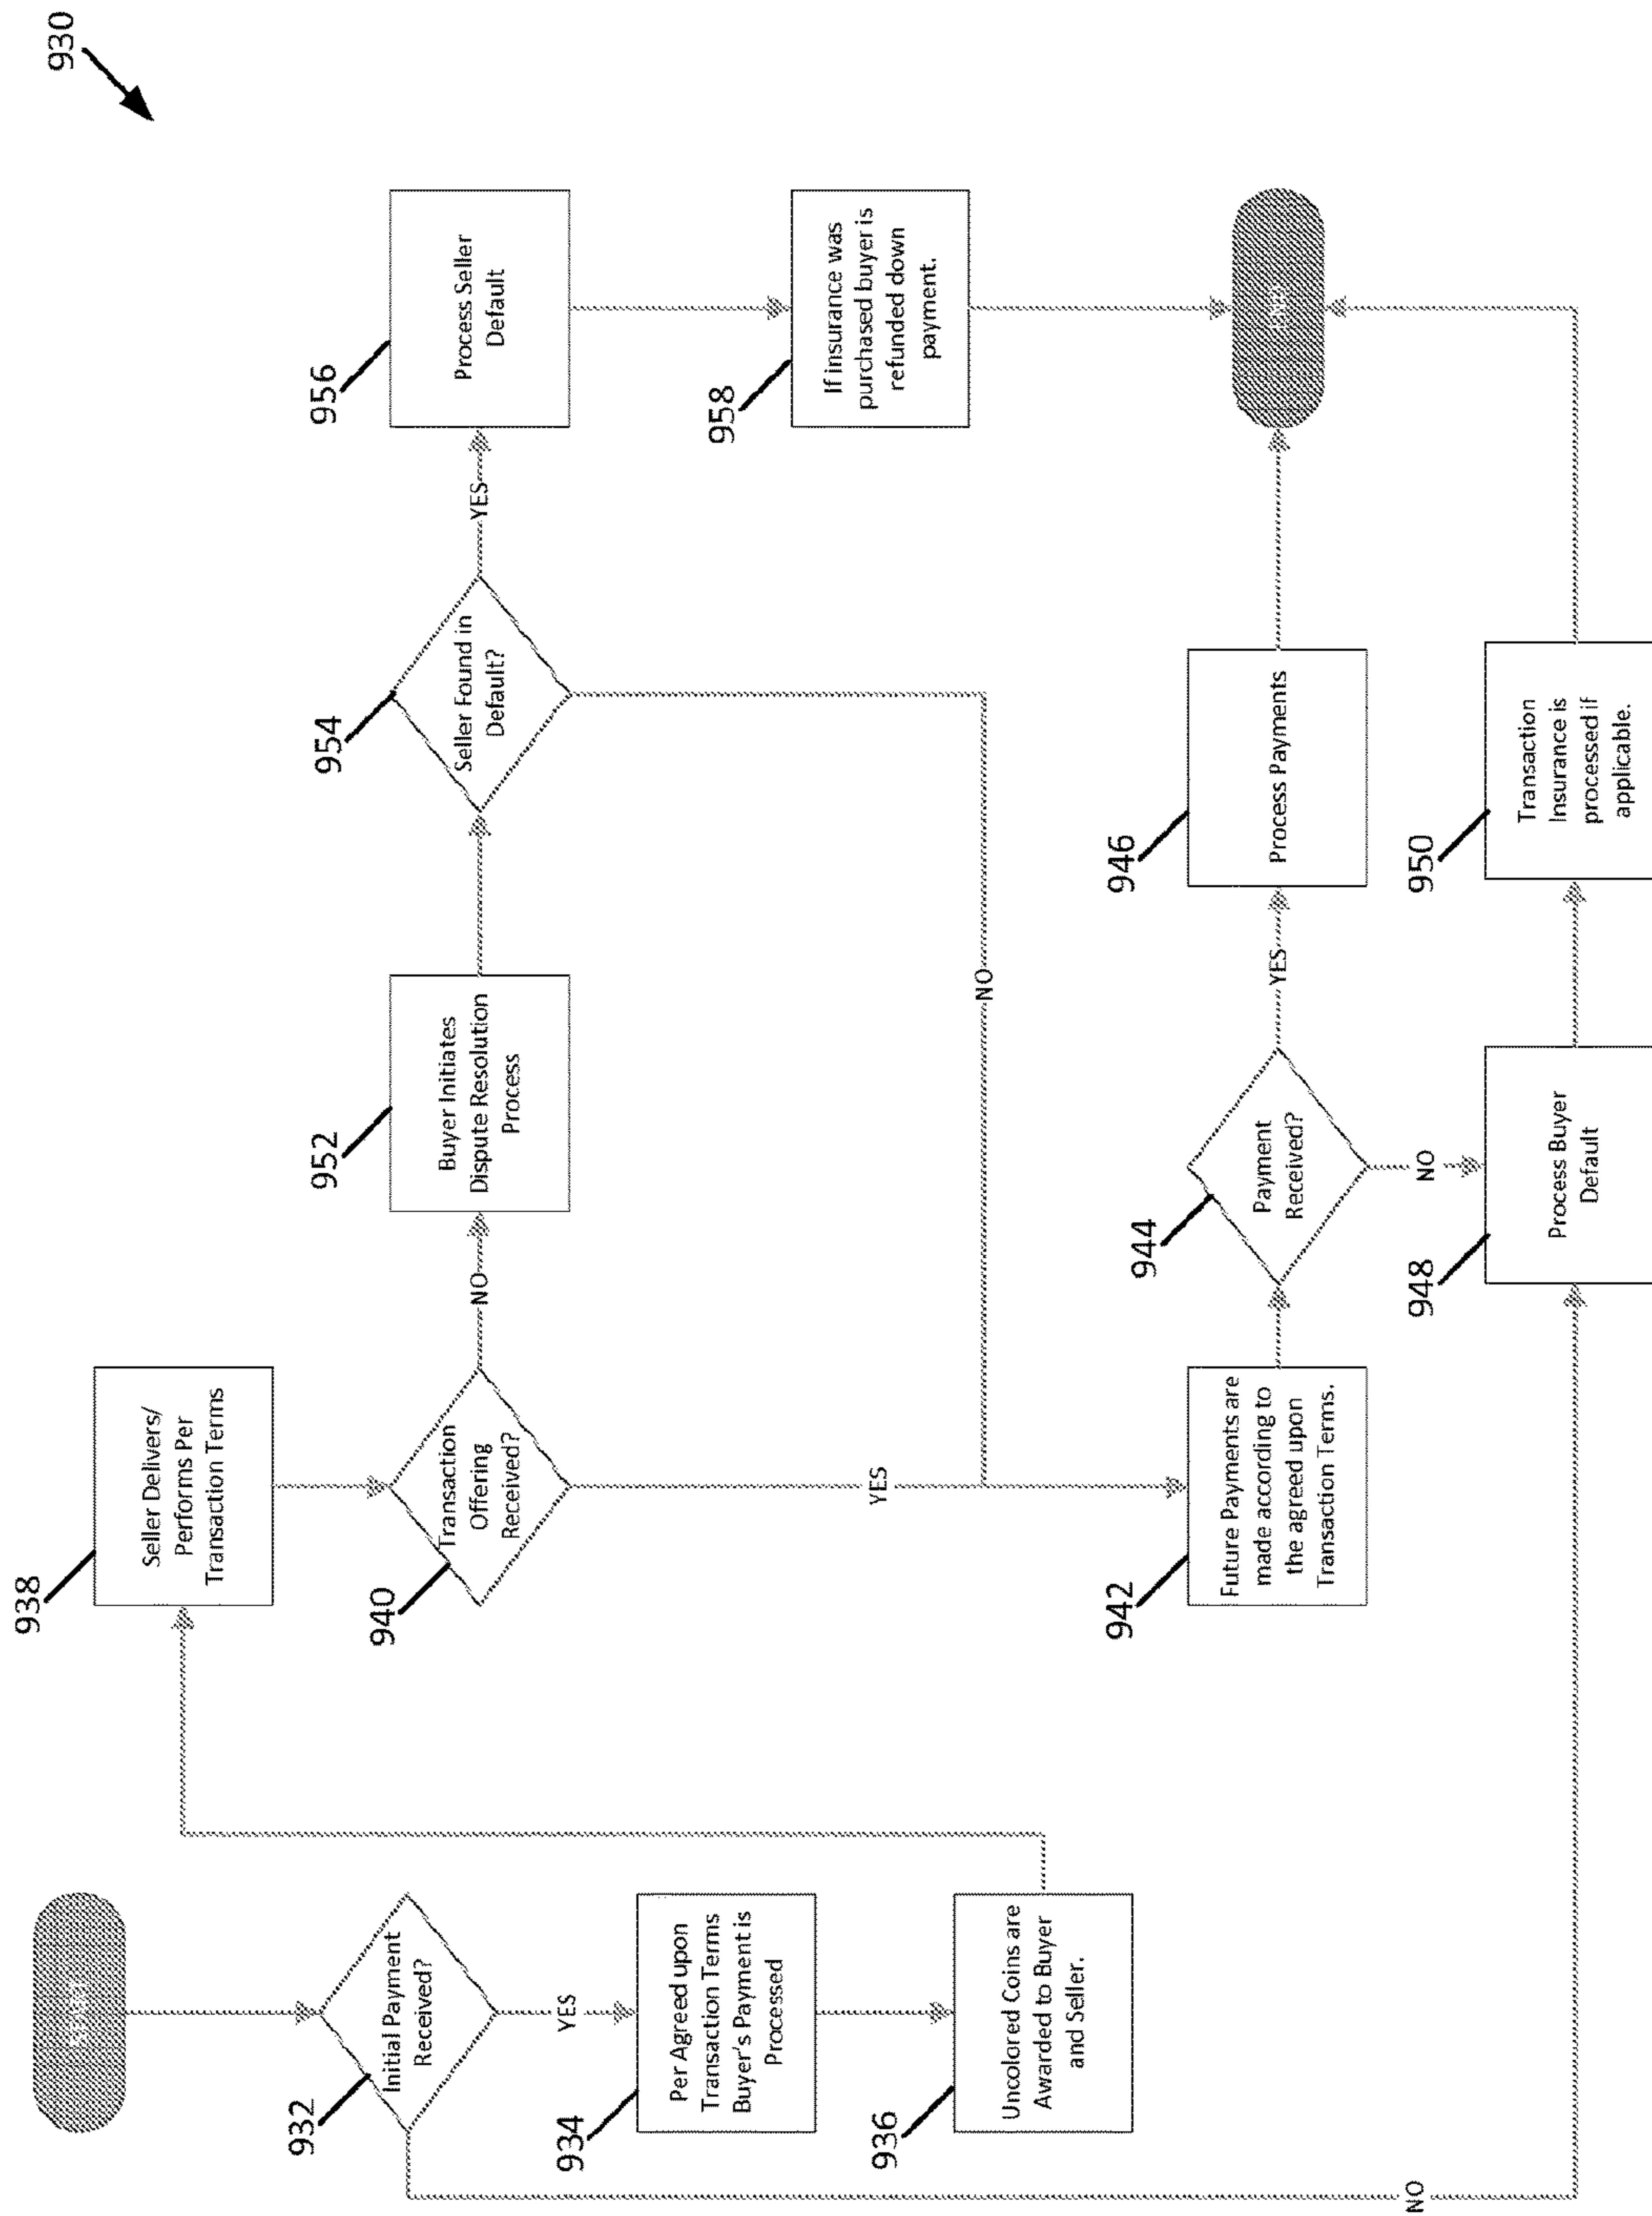 930
932
Initial Payment
Received?
YES
NO
934
Per Agreed upon
Transaction Terms
Buyer's Payment is
Processed
936
Uncolored Coins are
Awarded to Buyer
and Seller.
938
Seller Delivers/
Performs Per
Transaction Terms
940
Transaction
Offering
Received?
NO
YES
952
Buyer Initiates
Dispute Resolution
Process
954
Seller Found in
Default?
YES
NO
956
Process Seller
Default
958
If insurance was
purchased buyer is
refunded down
payment.
942
Future Payments are
made according to
the agreed upon
Transaction Terms.
944
Payment
Received?
YES
NO
946
Process Payments
948
Process Buyer
Default
950
Transaction
Insurance is
processed if
applicable.